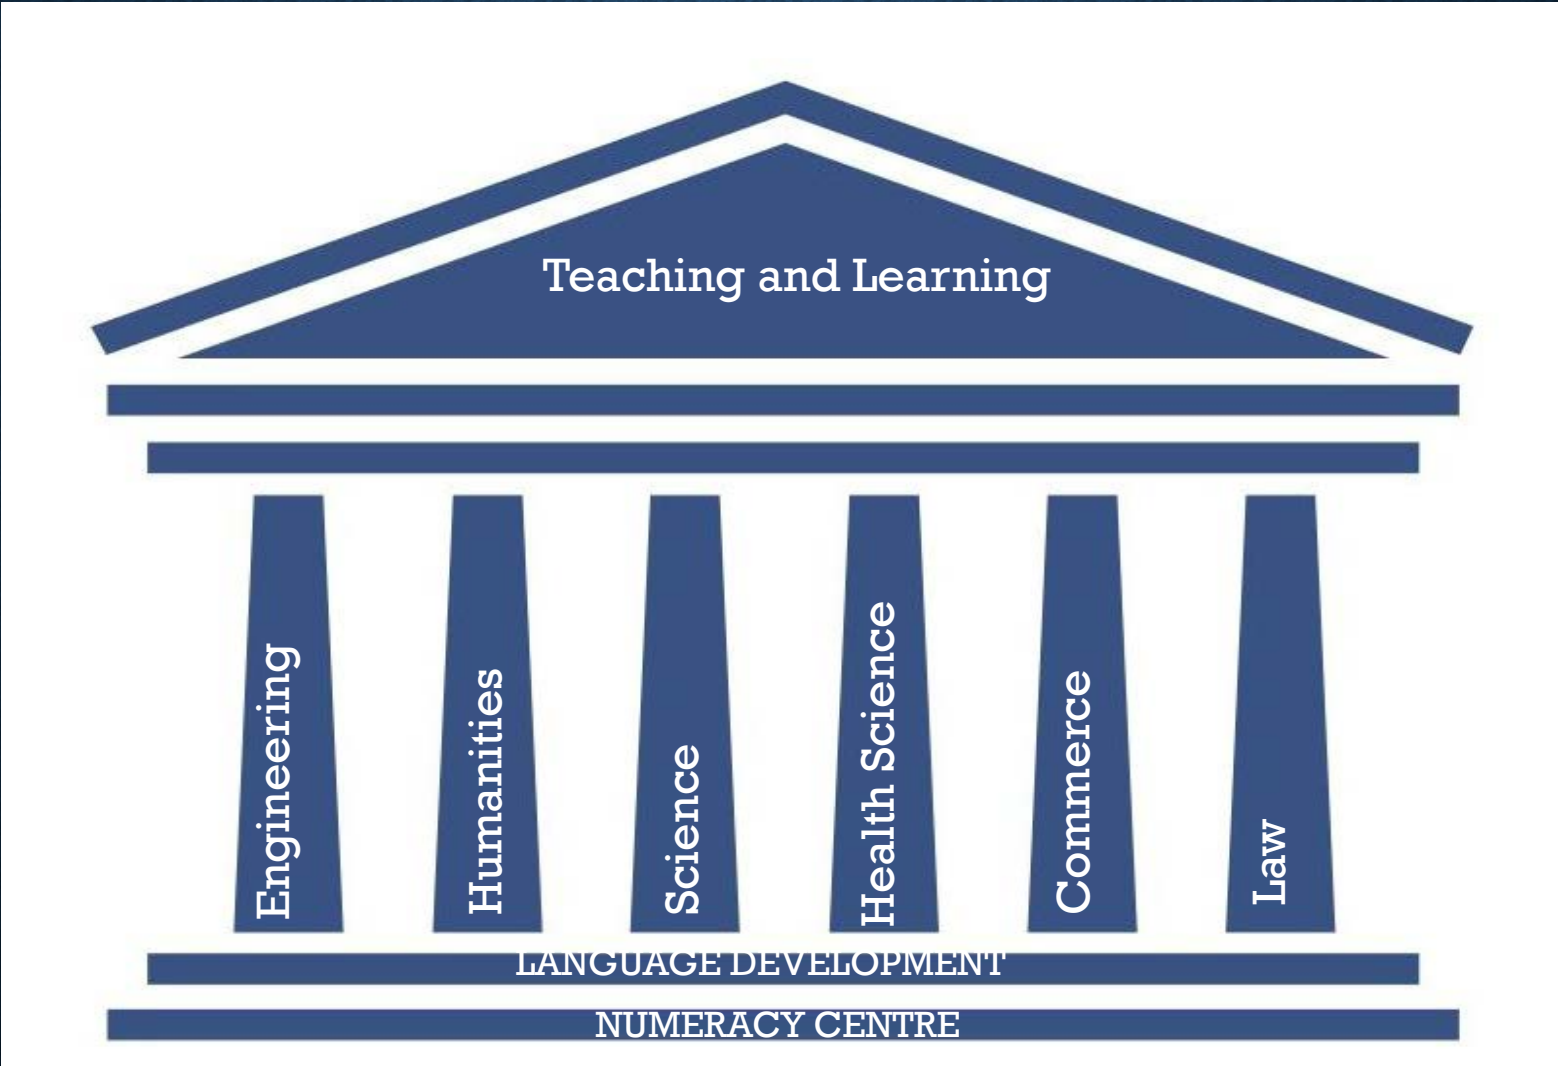 Teaching and Learning
Engineering
Humanities
Science
Health Science
Commerce
Law
LANGUAGE DEVELOPMENT
NUMERACY CENTRE